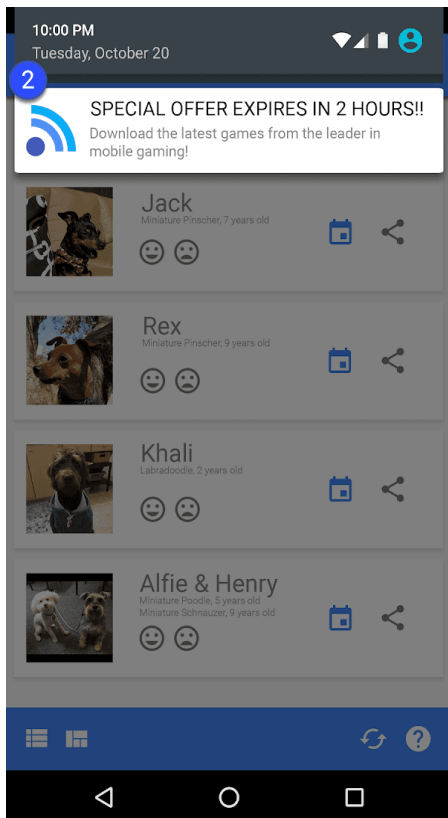 10:00 PM
Tuesday, October 20
2
SPECIAL OFFER EXPIRES IN 2 HOURS!!
Download the latest games from the leader in
mobile gaming!
Jack
Miniature Pinscher, 7 years old
Rex
Miniature Pinscher, 9 years old
Khali
Labradoodle, 2 years old
Alfie & Henry
Miniature Poodle, 5 years old
Miniature Schnauzer, 9 years old
?